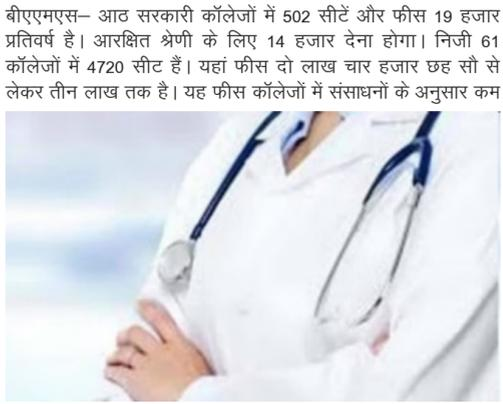 बीएएमएस– आठ सरकारी कॉलेजों में 502 सीटें और फीस 19 हजार
प्रतिवर्ष है। आरक्षित श्रेणी के लिए 14 हजार देना होगा। निजी 61
कॉलेजों में 4720 सीट हैं। यहां फीस दो लाख चार हजार छह सौ से
लेकर तीन लाख तक है। यह फीस कॉलेजों में संसाधनों के अनुसार कम